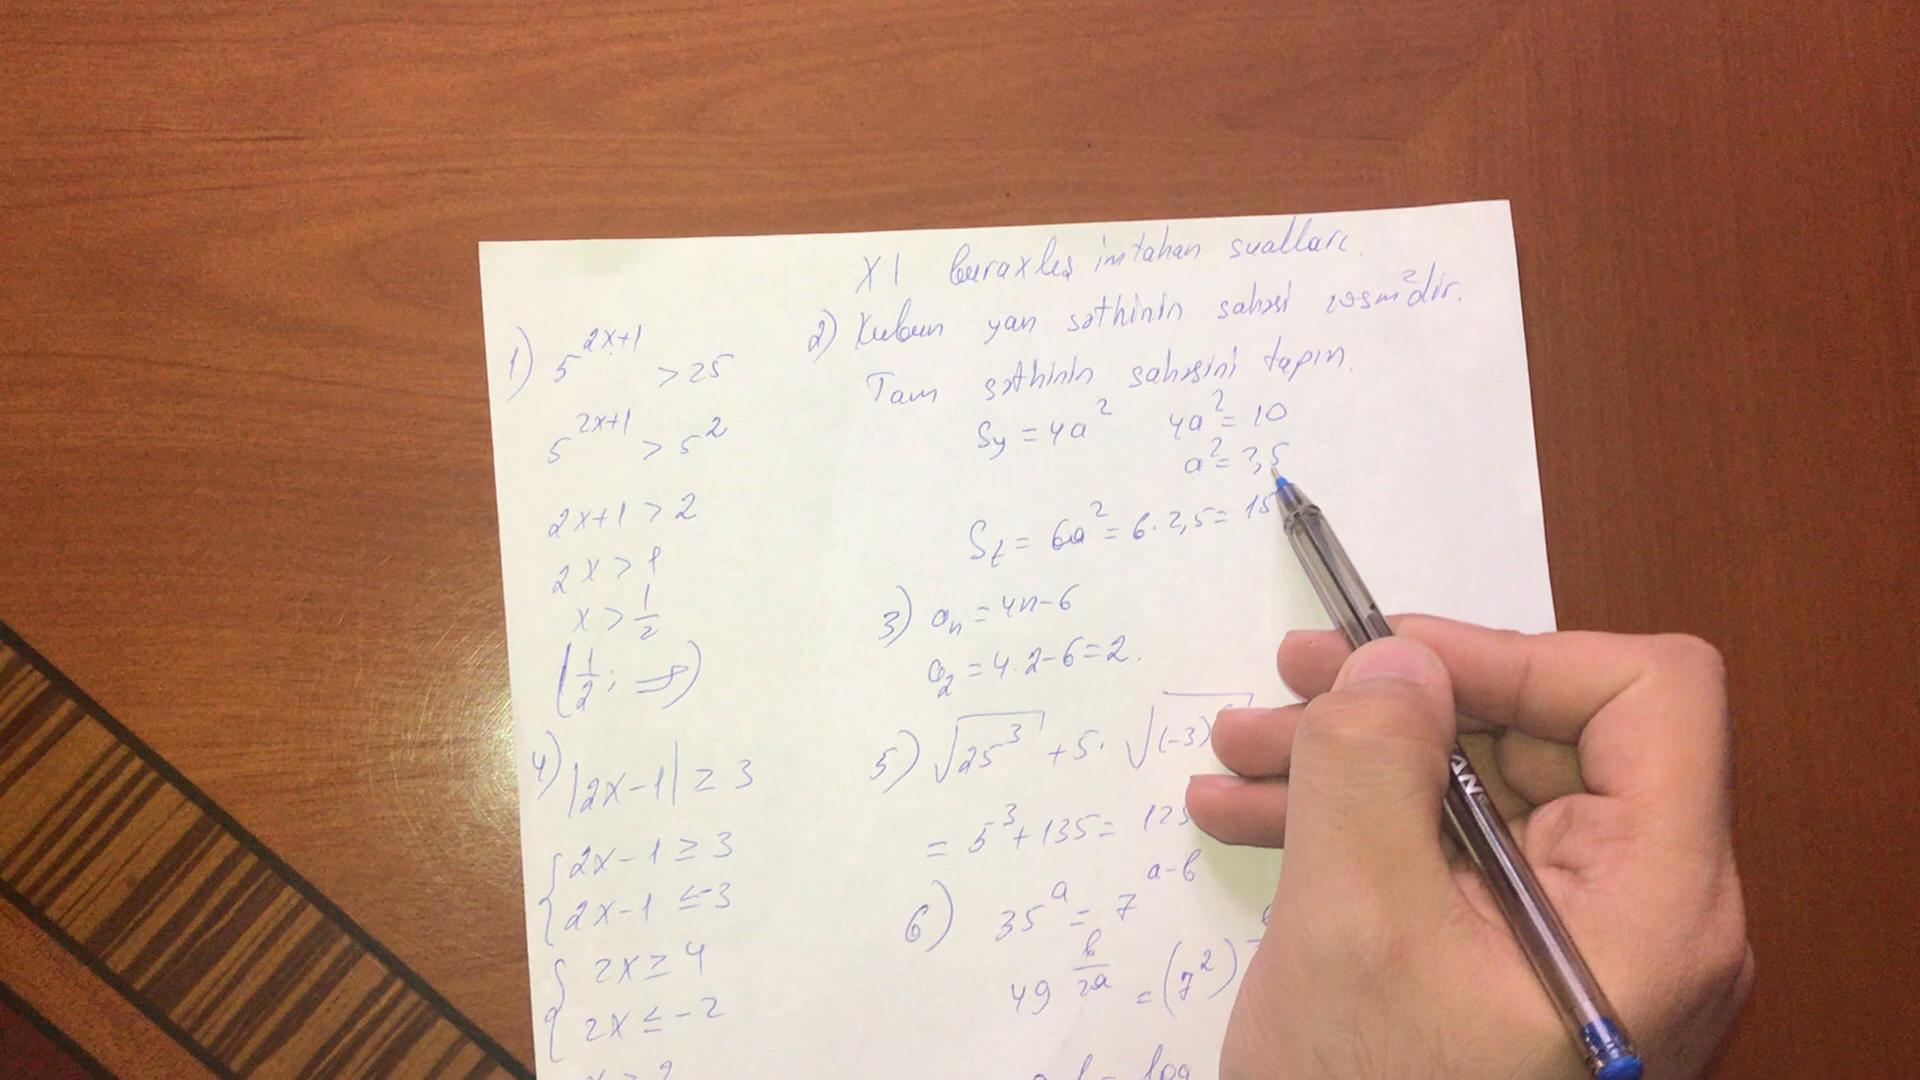 XI buraxılış imtahan sualları.
1) 5^{2x+1} > 25
5^{2x+1} > 5^2
2x+1 > 2
2x > 1
x > 1/2
(1/2; ∞)
2) Kubun yan səthinin sahəsi 10sm²dir.
Tam səthinin sahəsini tapın.
Sy = 4a² 4a² = 10
a² = 2,5
St = 6a² = 6·2,5 = 15
3) aₙ = 4n-6
a₂ = 4·2-6=2.
4) |2x-1| ≥ 3
{2x-1 ≥ 3
{2x-1 ≤ -3
{2x ≥ 4
{2x ≤ -2
5) √25³ + 5· √(-3)
= 5³+135 = 125
6) 35^a = 7^{a-b}
49^{b/2a} = (7²)
AN